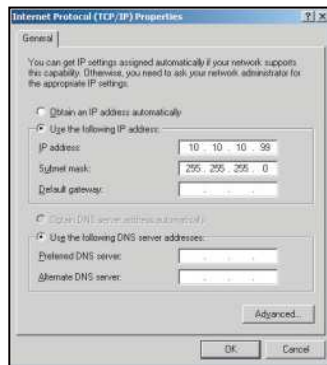 Internet Protocol (TCP/IP) Properties
General
You can get IP settings assigned automatically if your network supports
this capability. Otherwise, you need to ask your network administrator for
the appropriate IP settings.
Obtain an IP address automatically
Use the following IP address:
IP address: 10 . 10 . 10 . 99
Subnet mask: 255 . 255 . 255 . 0
Default gateway: . . .
Obtain DNS server address automatically
Use the following DNS server addresses:
Preferred DNS server: . . .
Alternate DNS server: . . .
Advanced...
OK Cancel